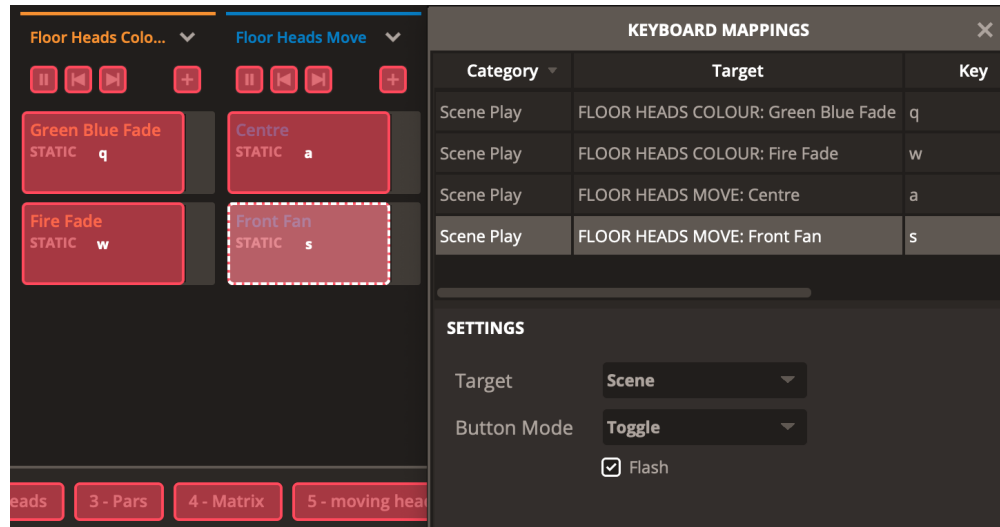 Floor Heads Colo...
Floor Heads Move
Green Blue Fade
STATIC q
Centre
STATIC a
Fire Fade
STATIC w
Front Fan
STATIC s
eads
3 - Pars
4 - Matrix
5 - moving hea
KEYBOARD MAPPINGS
Category Target Key
Scene Play FLOOR HEADS COLOUR: Green Blue Fade q
Scene Play FLOOR HEADS COLOUR: Fire Fade w
Scene Play FLOOR HEADS MOVE: Centre a
Scene Play FLOOR HEADS MOVE: Front Fan s
SETTINGS
Target Scene
Button Mode Toggle
Flash